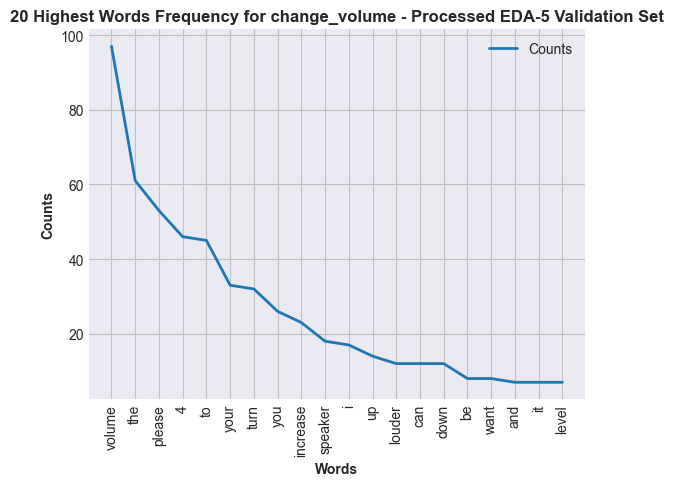 20 Highest Words Frequency for change_volume - Processed EDA-5 Validation Set
Counts
100
80
60
40
20
Counts
volume
the
please
4
to
your
turn
you
increase
speaker
i
up
louder
can
down
be
want
and
it
level
Words